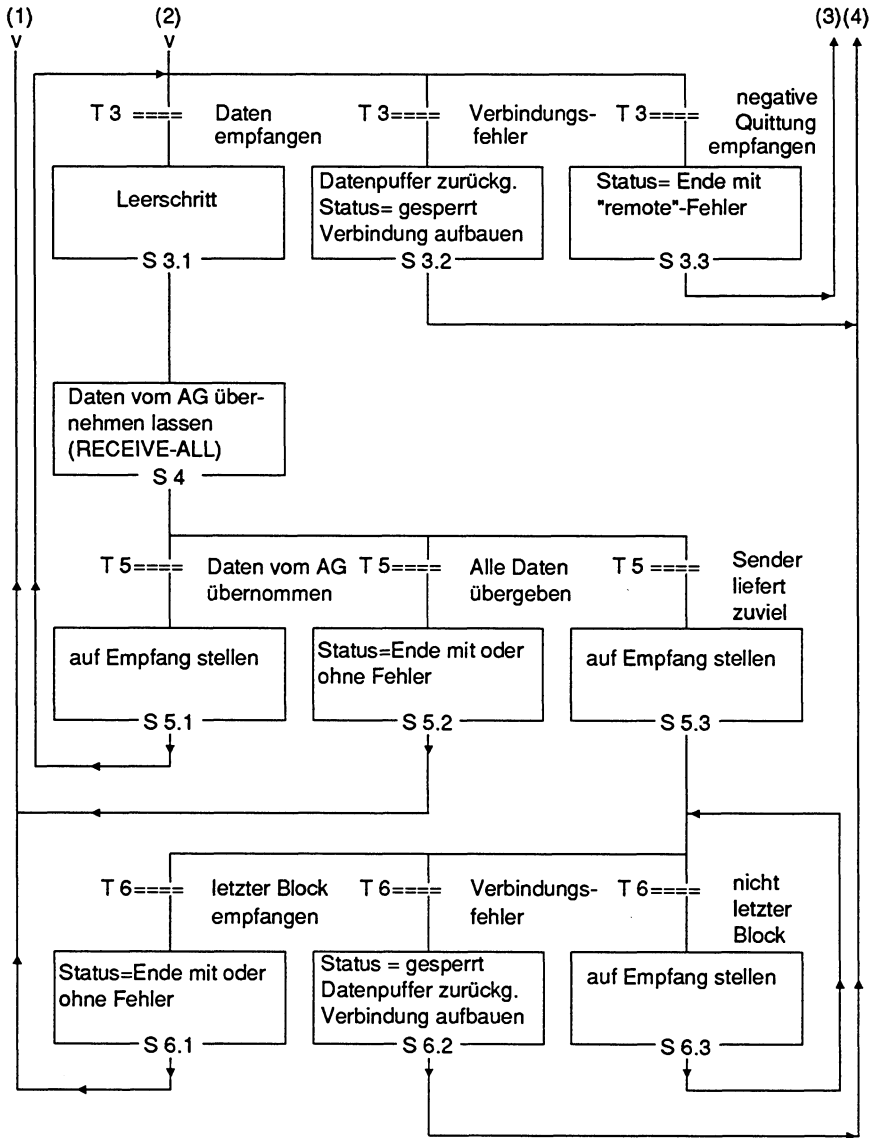 (1)
(2)
(3)(4)
v
v
T 3 ====
Daten
empfangen
T 3====
Verbindungs-
fehler
T 3 ====
negative
Quittung
empfangen
Leerschritt
S 3.1
Datenpuffer zurückg.
Status= gesperrt
Verbindung aufbauen
S 3.2
Status= Ende mit
"remote"-Fehler
S 3.3
Daten vom AG über-
nehmen lassen
(RECEIVE-ALL)
S 4
T 5====
Daten vom AG
übernommen
T 5====
Alle Daten
übergeben
T 5 ====
Sender
liefert
zuviel
auf Empfang stellen
S 5.1
Status=Ende mit oder
ohne Fehler
S 5.2
auf Empfang stellen
S 5.3
T 6====
letzter Block
empfangen
T 6====
Verbindungs-
fehler
T 6====
nicht
letzter
Block
Status=Ende mit oder
ohne Fehler
S 6.1
Status = gesperrt
Datenpuffer zurückg.
Verbindung aufbauen
S 6.2
auf Empfang stellen
S 6.3